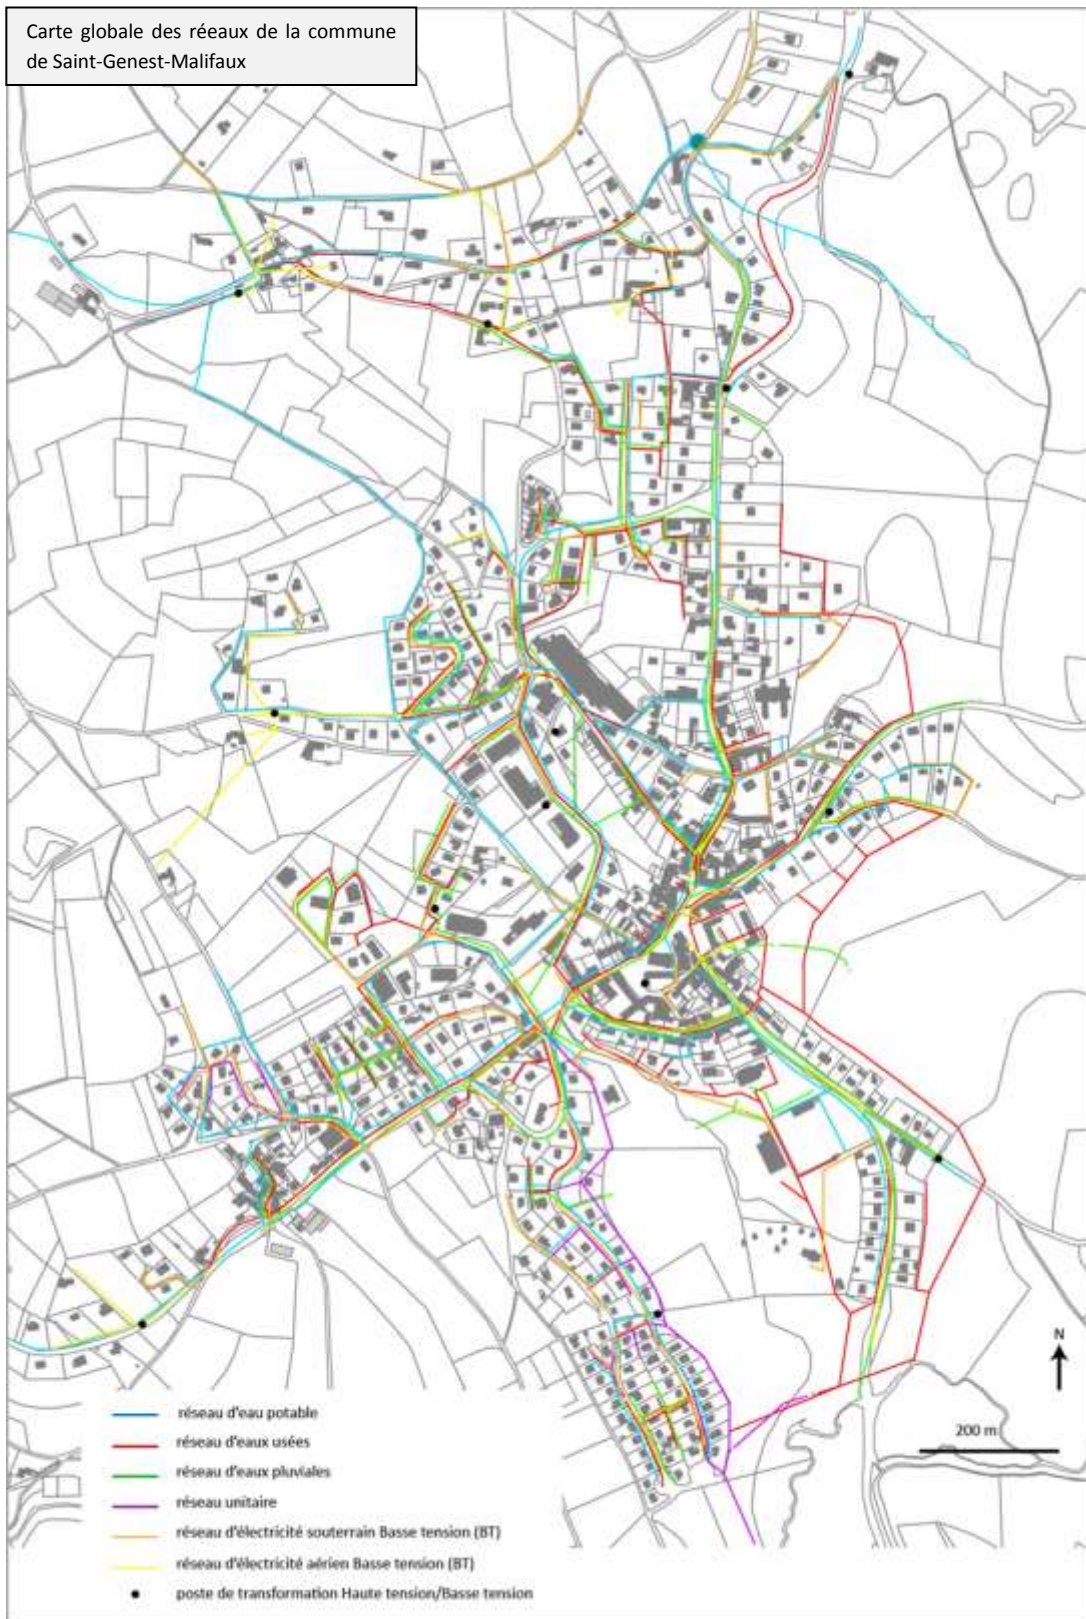 Carte globale des réeaux de la commune
de Saint-Genest-Malifaux
N
200 m
réseau d'eau potable
réseau d'eaux usées
réseau d'eaux pluviales
réseau unitaire
réseau d'électricité souterrain Basse tension (BT)
réseau d'électricité aérien Basse tension (BT)
poste de transformation Haute tension/Basse tension